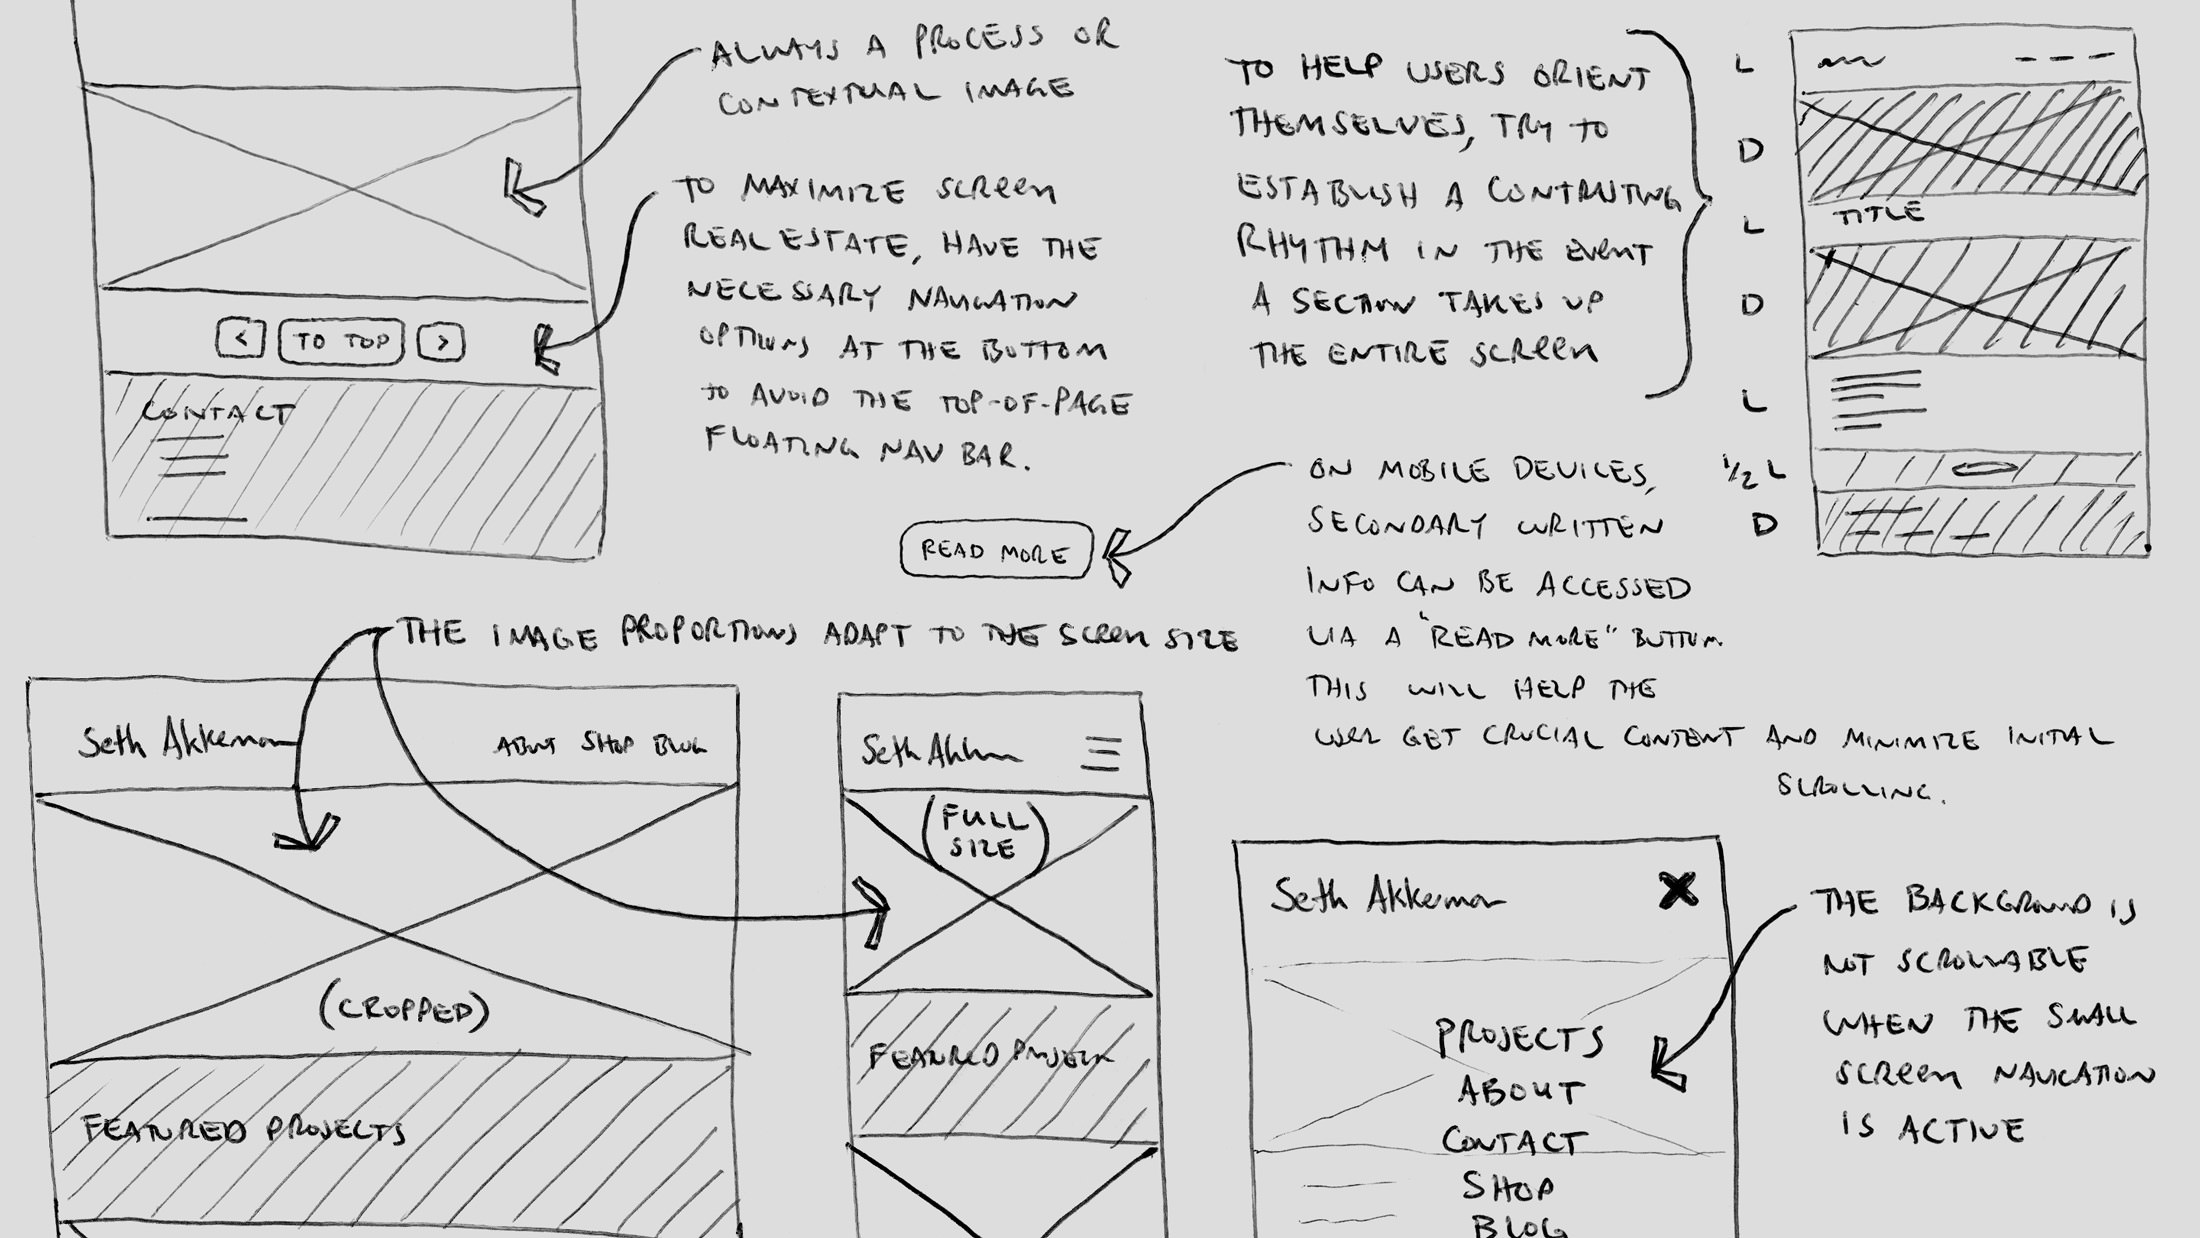 ALWAYS A PROCESS OR
CONTEXTUAL IMAGE
TO MAXIMIZE SCREEN
REAL ESTATE, HAVE THE
NECESSARY NAVIGATION
OPTIONS AT THE BOTTOM
TO AVOID THE TOP-OF-PAGE
FLOATING NAV BAR.
< TO TOP >
CONTACT
TO HELP USERS ORIENT
THEMSELVES, TRY TO
ESTABLISH A CONTRASTING
RHYTHM IN THE EVENT
A SECTION TAKES UP
THE ENTIRE SCREEN
L
D
L
D
L
1/2 L
D
TITLE
READ MORE
ON MOBILE DEVICES,
SECONDARY WRITTEN
INFO CAN BE ACCESSED
VIA A "READ MORE" BUTTON.
THIS WILL HELP THE
USER GET CRUCIAL CONTENT AND MINIMIZE INITIAL
SCROLLING.
THE IMAGE PROPORTIONS ADAPT TO THE SCREEN SIZE
Seth Akkerman
ABOUT SHOP BLOG
(CROPPED)
FEATURED PROJECTS
Seth Akkerman
(FULL
SIZE)
FEATURED PROJECTS
Seth Akkerman X
PROJECTS
ABOUT
CONTACT
SHOP
BLOG
THE BACKGROUND IS
NOT SCROLLABLE
WHEN THE SMALL
SCREEN NAVIGATION
IS ACTIVE